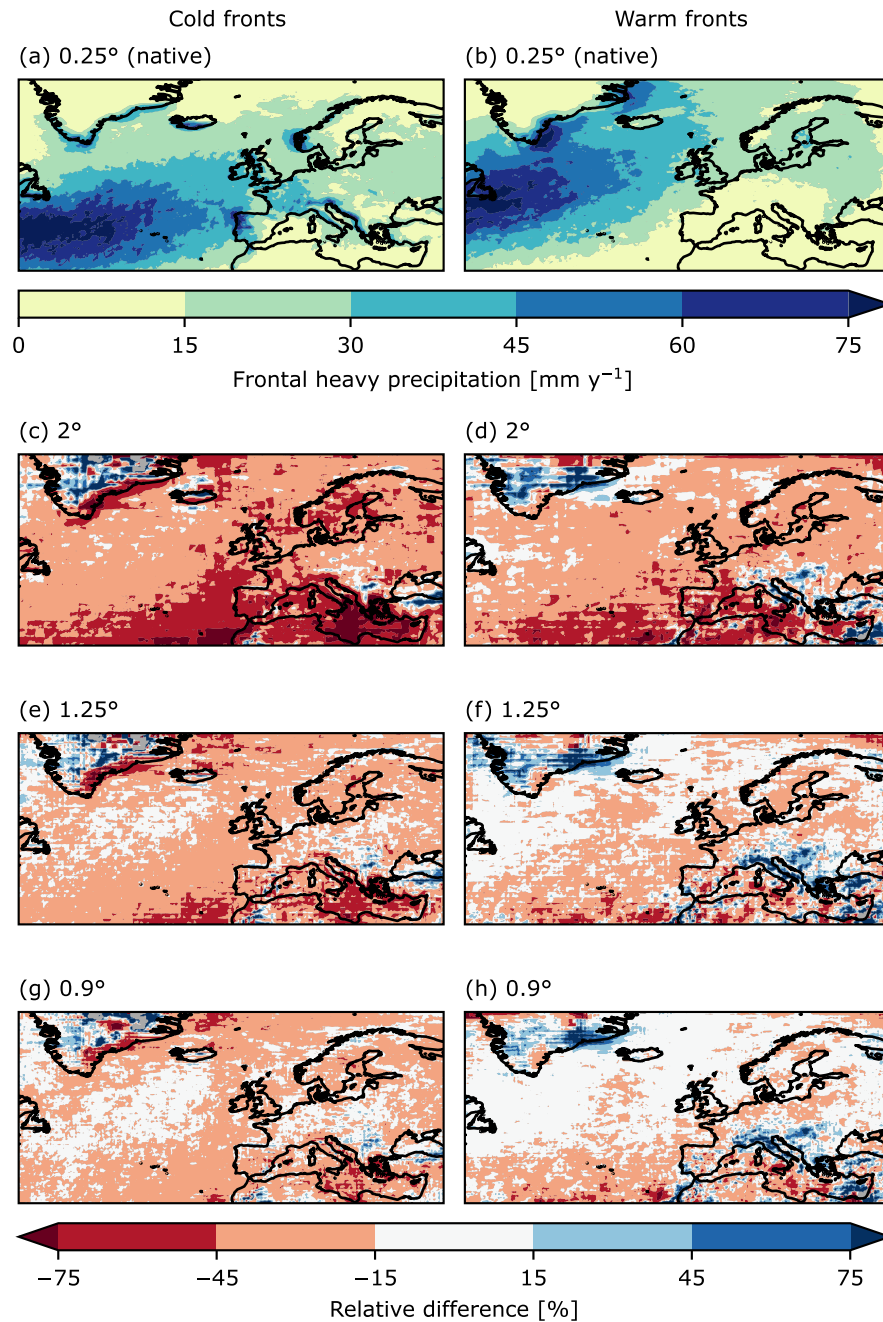 Cold fronts
Warm fronts
(a) 0.25° (native)
(b) 0.25° (native)
0 15 30 45 60 75
Frontal heavy precipitation [mm y⁻¹]
(c) 2°
(d) 2°
(e) 1.25°
(f) 1.25°
(g) 0.9°
(h) 0.9°
−75 −45 −15 15 45 75
Relative difference [%]